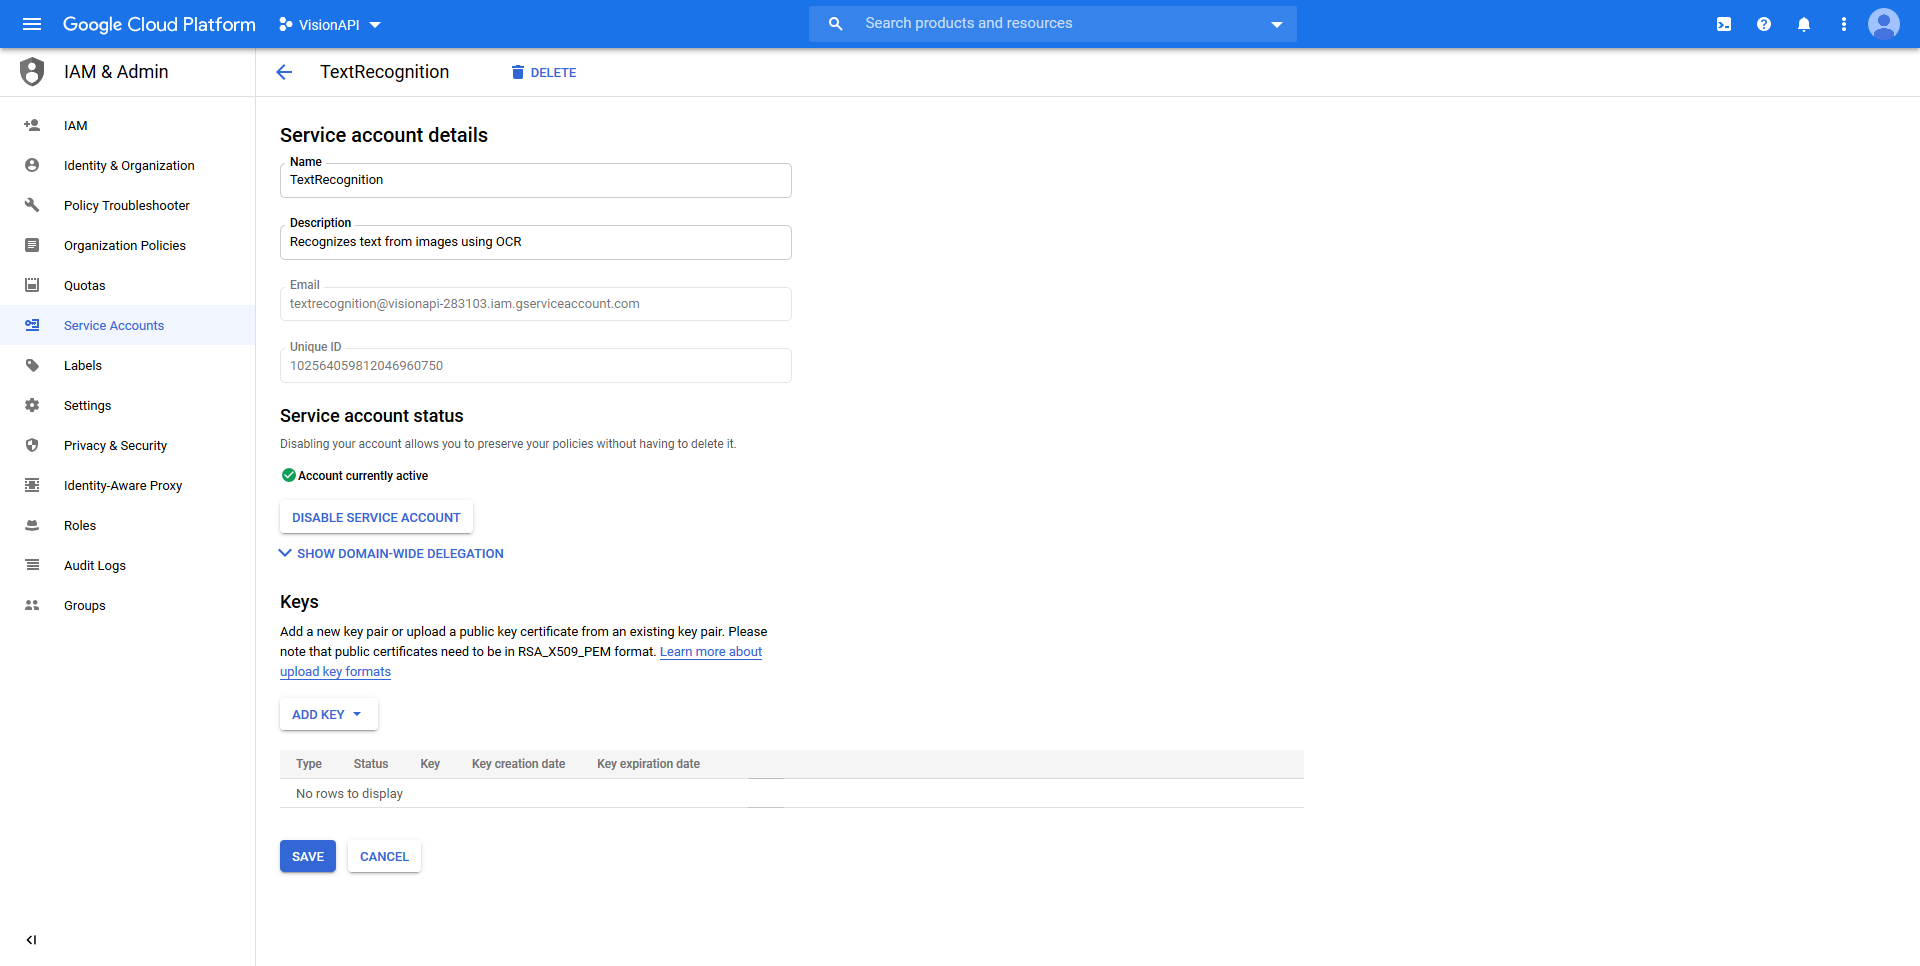 Google Cloud Platform
VisionAPI
Search products and resources
IAM & Admin
TextRecognition
DELETE
IAM
Identity & Organization
Policy Troubleshooter
Organization Policies
Quotas
Service Accounts
Labels
Settings
Privacy & Security
Identity-Aware Proxy
Roles
Audit Logs
Groups
Service account details
Name
TextRecognition
Description
Recognizes text from images using OCR
Email
textrecognition@visionapi-283103.iam.gserviceaccount.com
Unique ID
102564059812046960750
Service account status
Disabling your account allows you to preserve your policies without having to delete it.
Account currently active
DISABLE SERVICE ACCOUNT
SHOW DOMAIN-WIDE DELEGATION
Keys
Add a new key pair or upload a public key certificate from an existing key pair. Please
note that public certificates need to be in RSA_X509_PEM format. Learn more about
upload key formats
ADD KEY
Type Status Key Key creation date Key expiration date
No rows to display
SAVE CANCEL